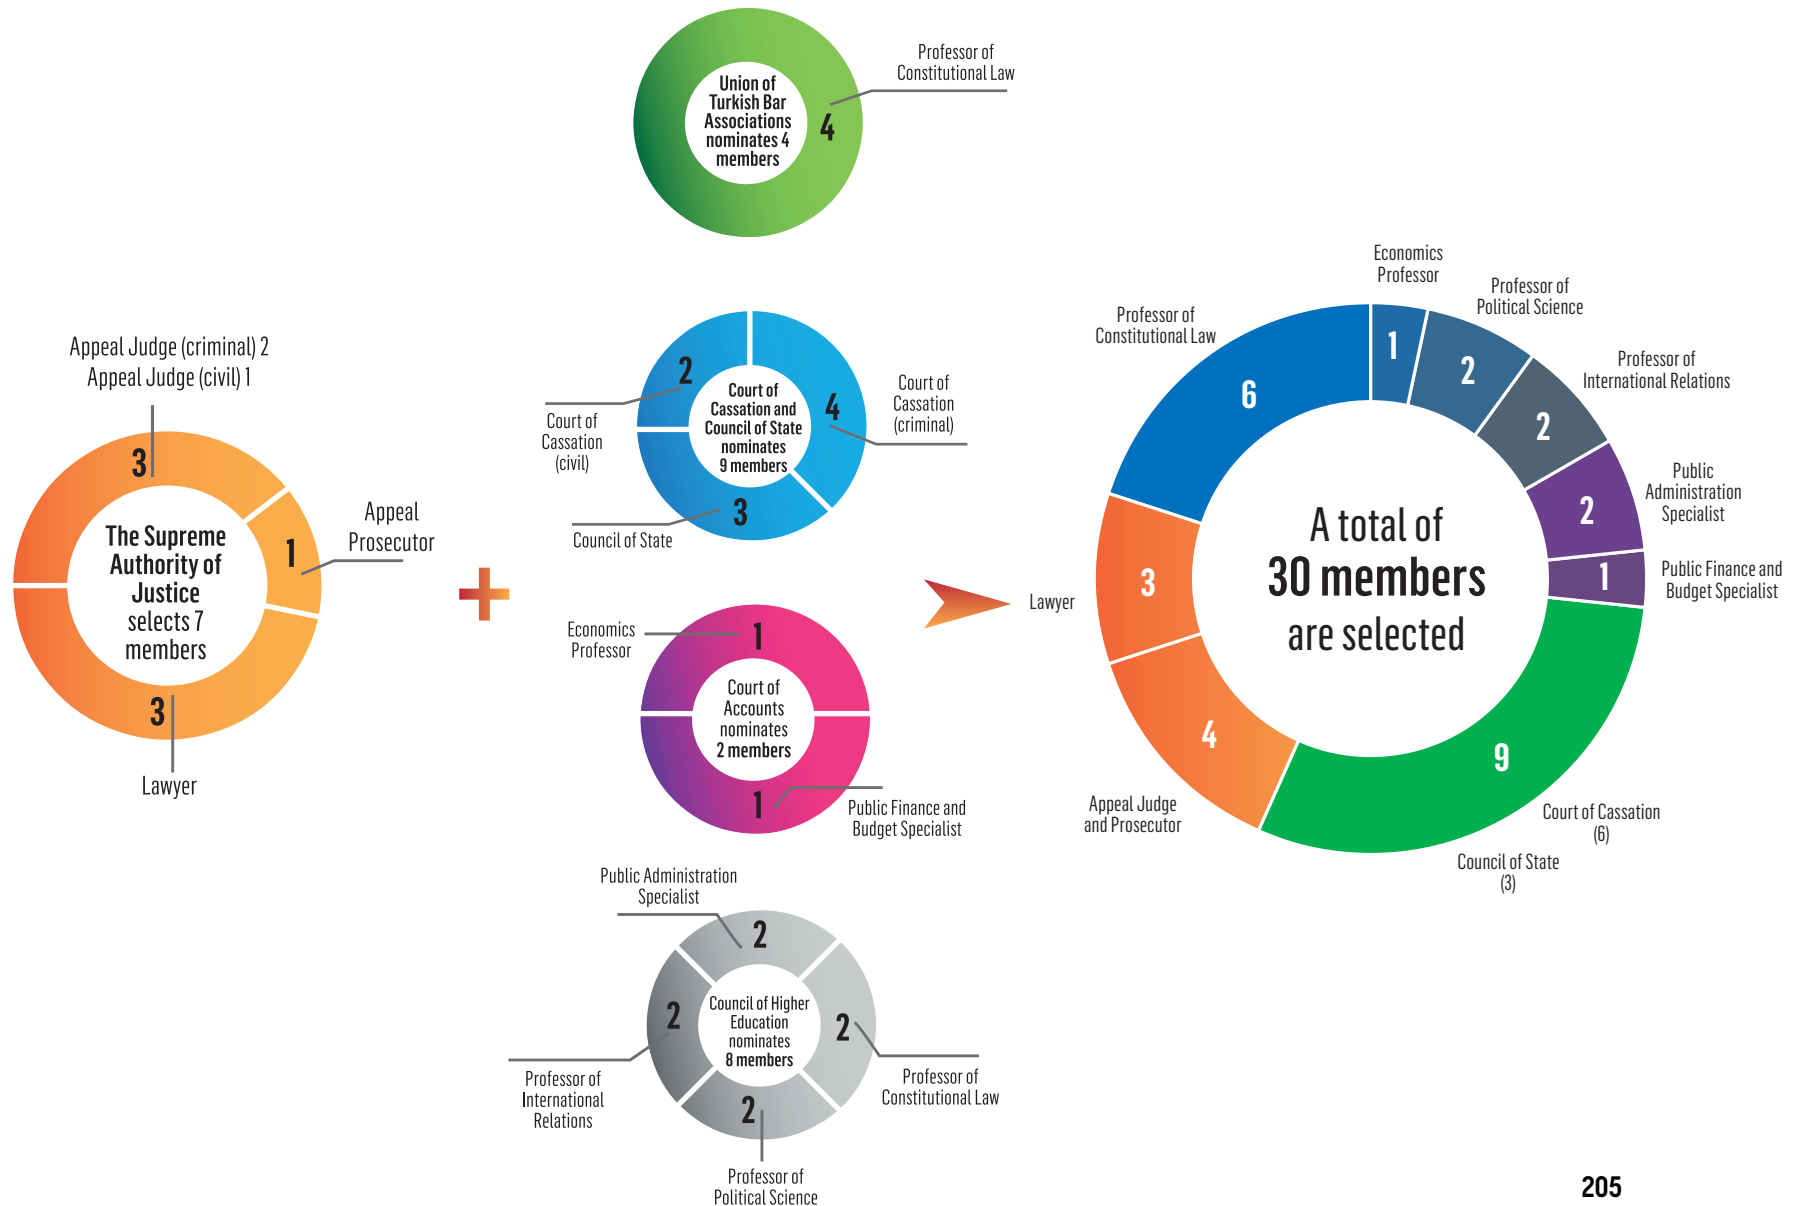 Union of
Turkish Bar
Associations
nominates 4
members
4
Professor of
Constitutional Law
Appeal Judge (criminal) 2
Appeal Judge (civil) 1
3
The Supreme
Authority of
Justice
selects 7
members
1
Appeal
Prosecutor
3
Lawyer
2
Court of
Cassation
(civil)
Court of
Cassation and
Council of State
nominates
9 members
4
Court of
Cassation
(criminal)
3
Council of State
Economics
Professor
1
Court of
Accounts
nominates
2 members
1
Public Finance and
Budget Specialist
Public Administration
Specialist
2
2
Council of Higher
Education
nominates
8 members
2
Professor of
International
Relations
Professor of
Constitutional Law
2
Professor of
Political Science
Economics
Professor
1
Professor of
Political Science
2
Professor of
International Relations
2
Public
Administration
Specialist
2
Public Finance and
Budget Specialist
1
Professor of
Constitutional Law
6
A total of
30 members
are selected
Lawyer
3
Appeal Judge
and Prosecutor
4
9
Court of Cassation
(6)
Council of State
(3)
205